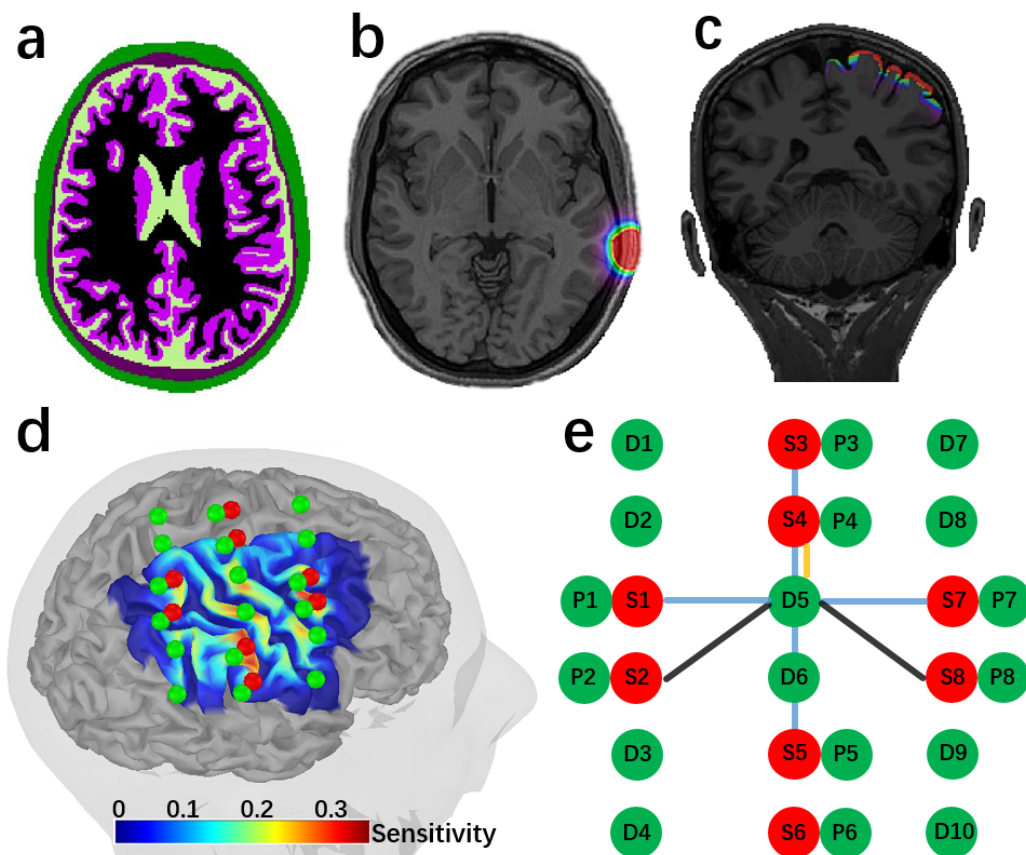 a
b
c
d
0 0.1 0.2 0.3
Sensitivity
e
D1 S3 P3 D7
D2 S4 P4 D8
P1 S1 D5 S7 P7
P2 S2 D6 S8 P8
D3 S5 P5 D9
D4 S6 P6 D10